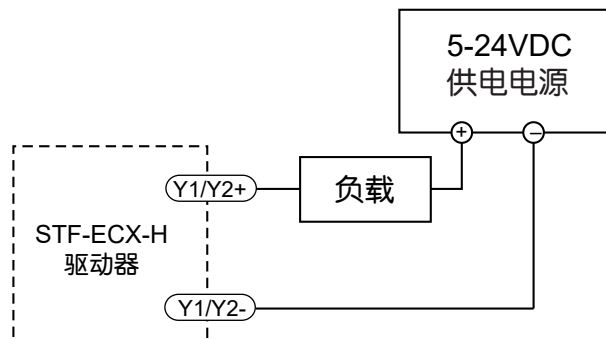 5-24VDC
供电电源
+
−
Y1/Y2+
负载
STF-ECX-H
驱动器
Y1/Y2-